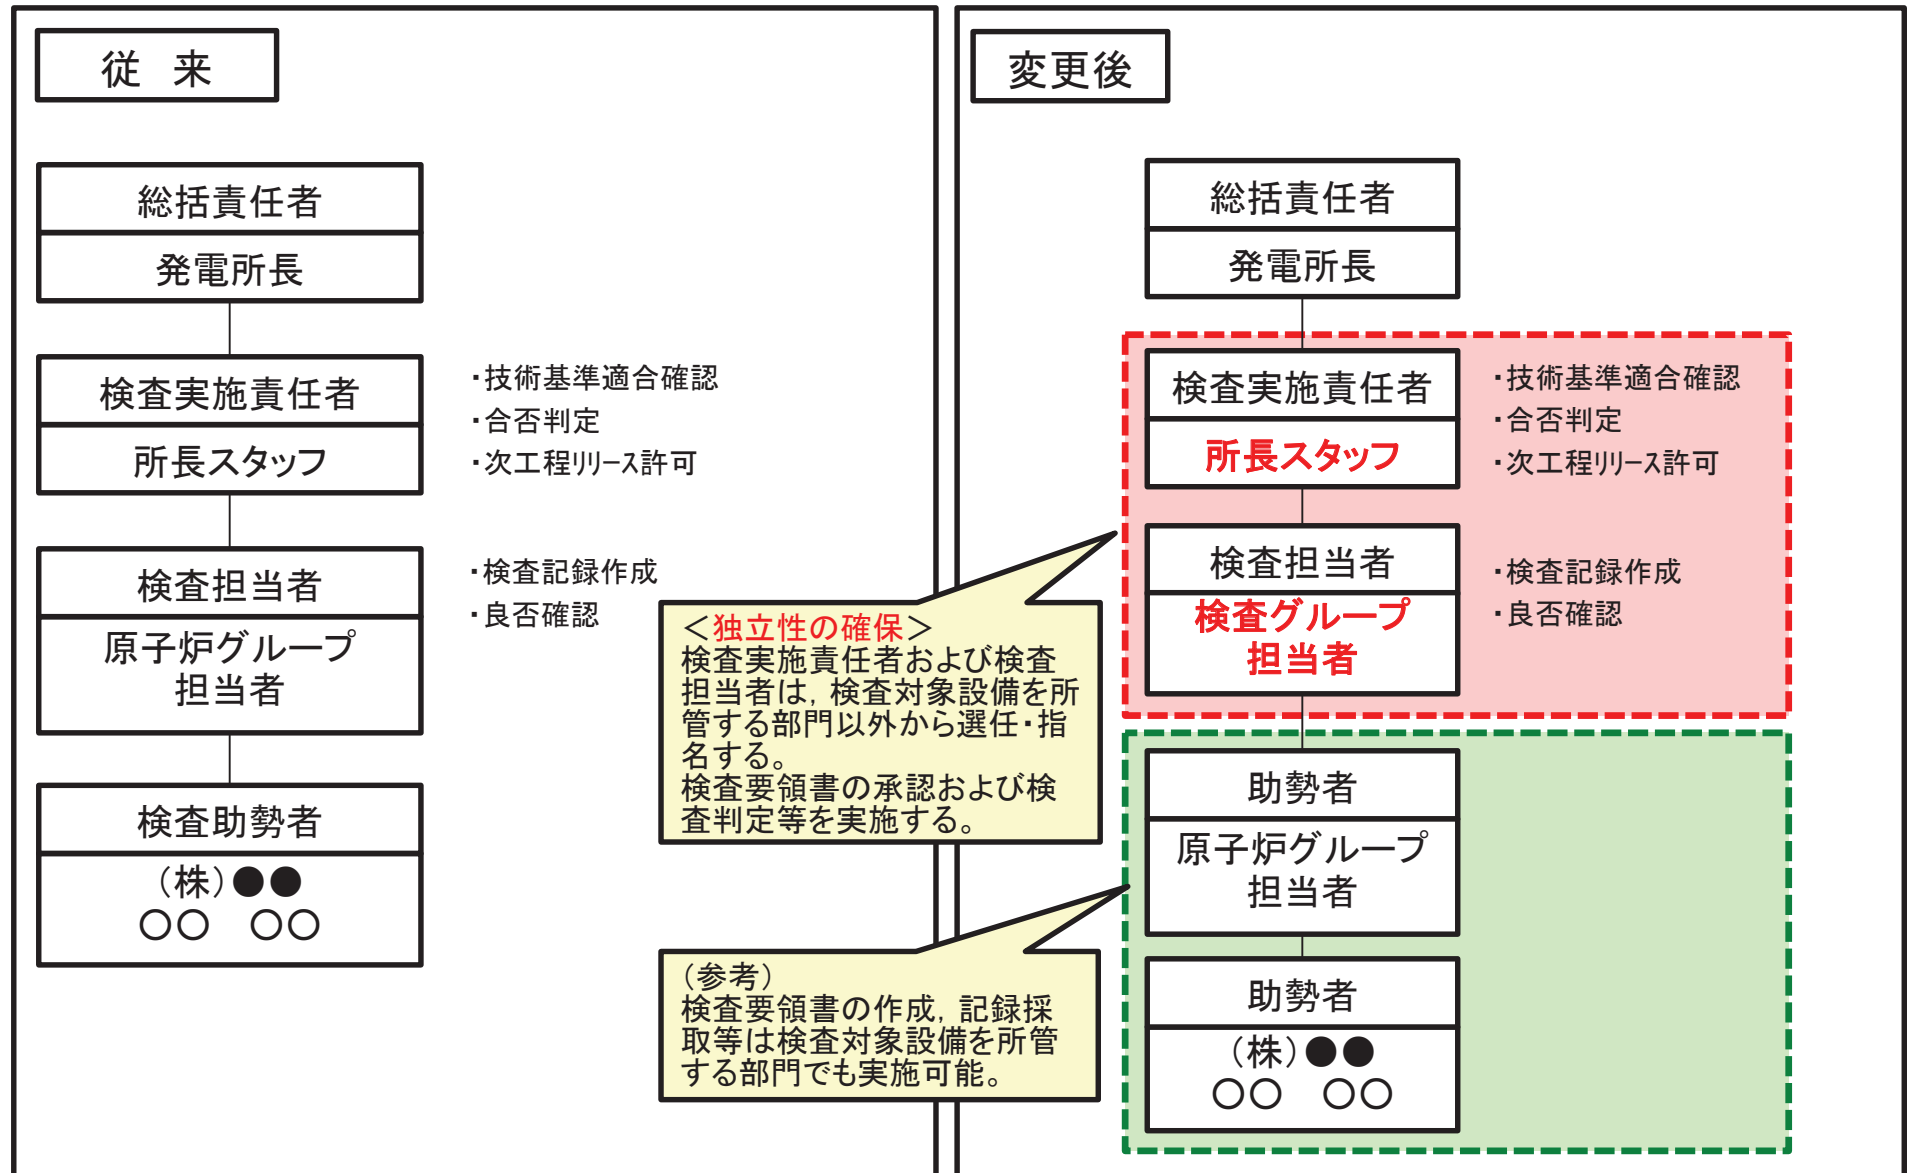 従　来
総括責任者
発電所長
検査実施責任者
所長スタッフ
・技術基準適合確認
・合否判定
・次工程リリース許可
検査担当者
原子炉グループ
担当者
・検査記録作成
・良否確認
検査助勢者
（株）●●
○○　○○
変更後
総括責任者
発電所長
検査実施責任者
所長スタッフ
・技術基準適合確認
・合否判定
・次工程リリース許可
検査担当者
検査グループ
担当者
・検査記録作成
・良否確認
＜独立性の確保＞
検査実施責任者および検査
担当者は，検査対象設備を所
管する部門以外から選任・指
名する。
検査要領書の承認および検
査判定等を実施する。
助勢者
原子炉グループ
担当者
（参考）
検査要領書の作成，記録採
取等は検査対象設備を所管
する部門でも実施可能。
助勢者
（株）●●
○○　○○